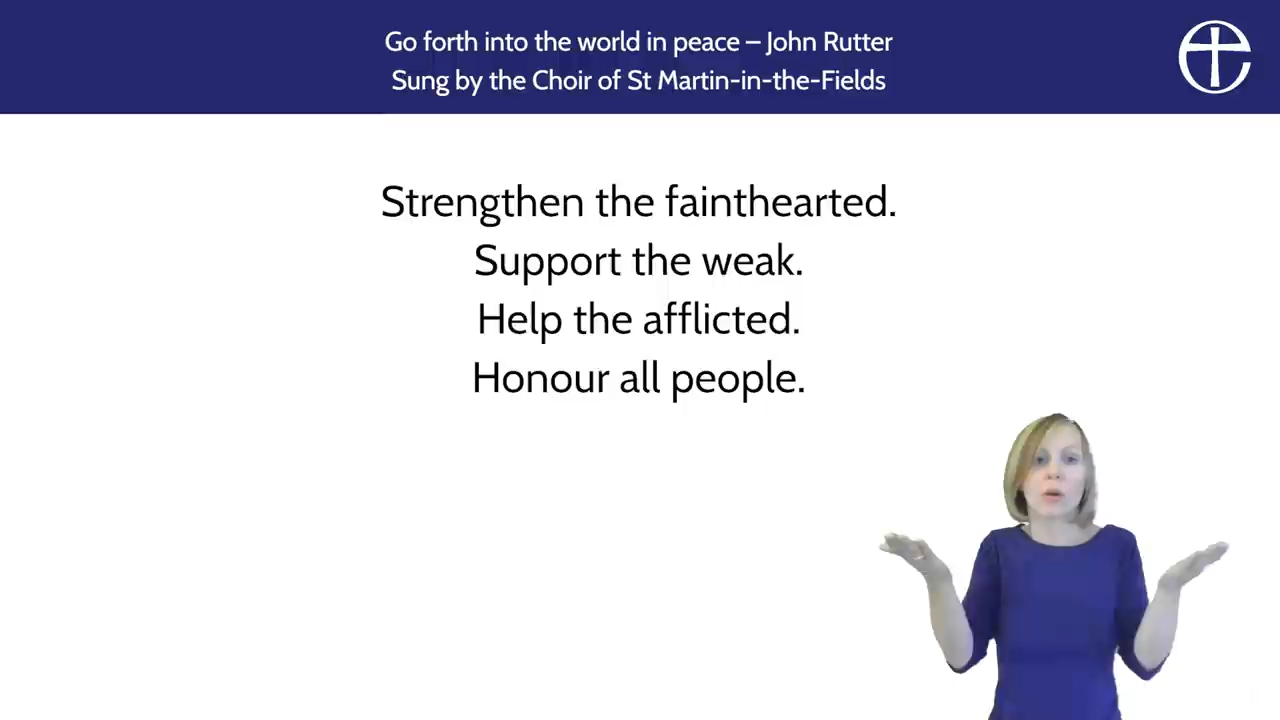 Go forth into the world in peace – John Rutter
Sung by the Choir of St Martin-in-the-Fields
Strengthen the fainthearted.
Support the weak.
Help the afflicted.
Honour all people.